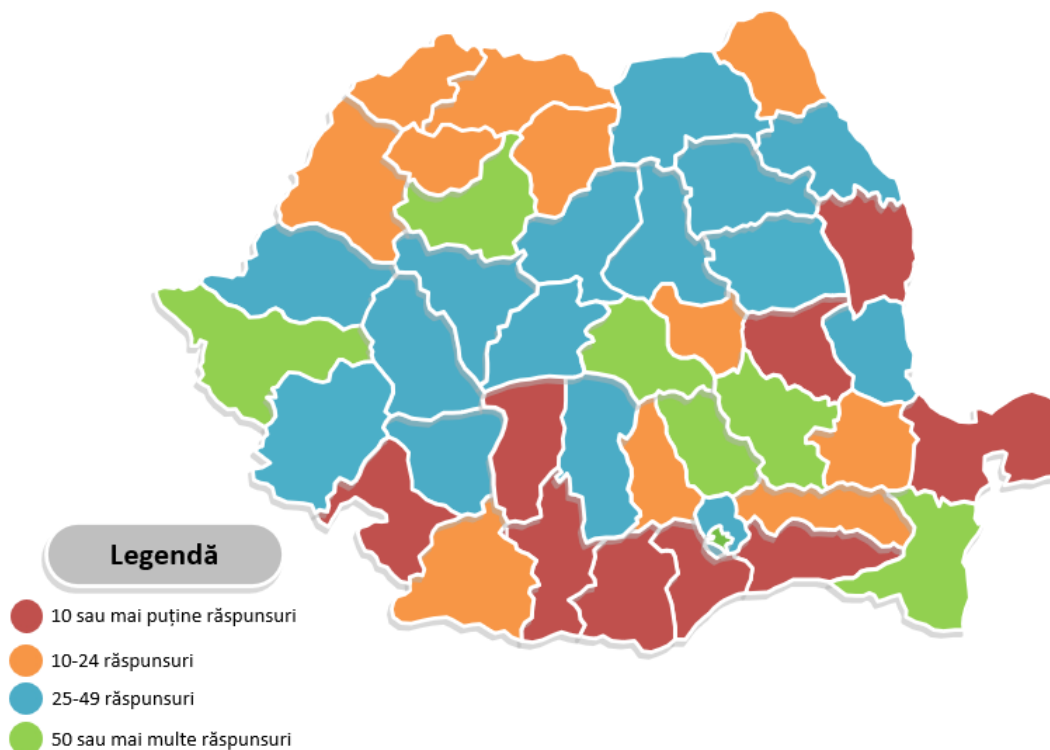 Legendă
10 sau mai puține răspunsuri
10-24 răspunsuri
25-49 răspunsuri
50 sau mai multe răspunsuri